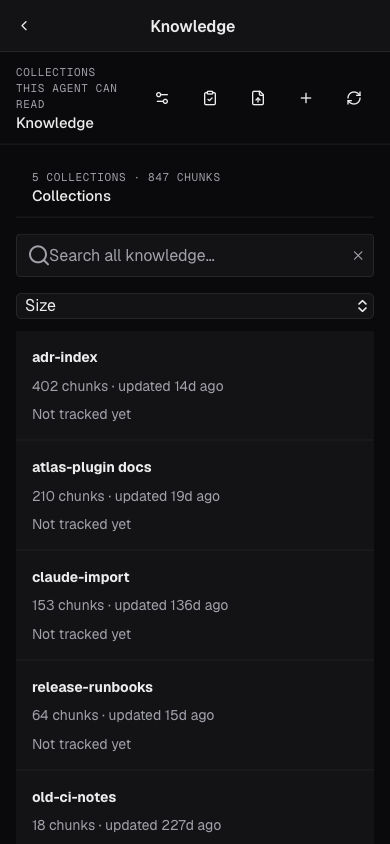 Knowledge
COLLECTIONS
THIS AGENT CAN
READ
Knowledge
5 COLLECTIONS · 847 CHUNKS
Collections
Search all knowledge…
Size
adr-index
402 chunks · updated 14d ago
Not tracked yet
atlas-plugin docs
210 chunks · updated 19d ago
Not tracked yet
claude-import
153 chunks · updated 136d ago
Not tracked yet
release-runbooks
64 chunks · updated 15d ago
Not tracked yet
old-ci-notes
18 chunks · updated 227d ago